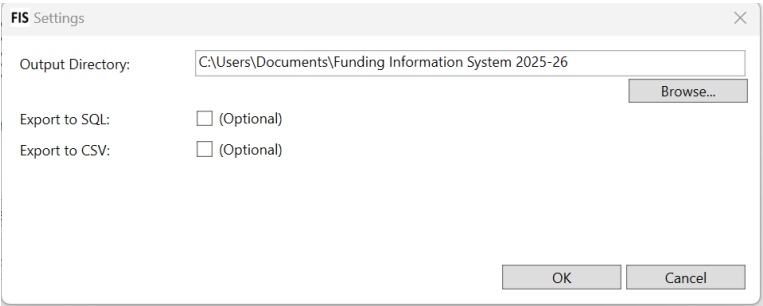 FIS Settings
Output Directory: C:\Users\Documents\Funding Information System 2025-26
Browse...
Export to SQL: (Optional)
Export to CSV: (Optional)
OK Cancel